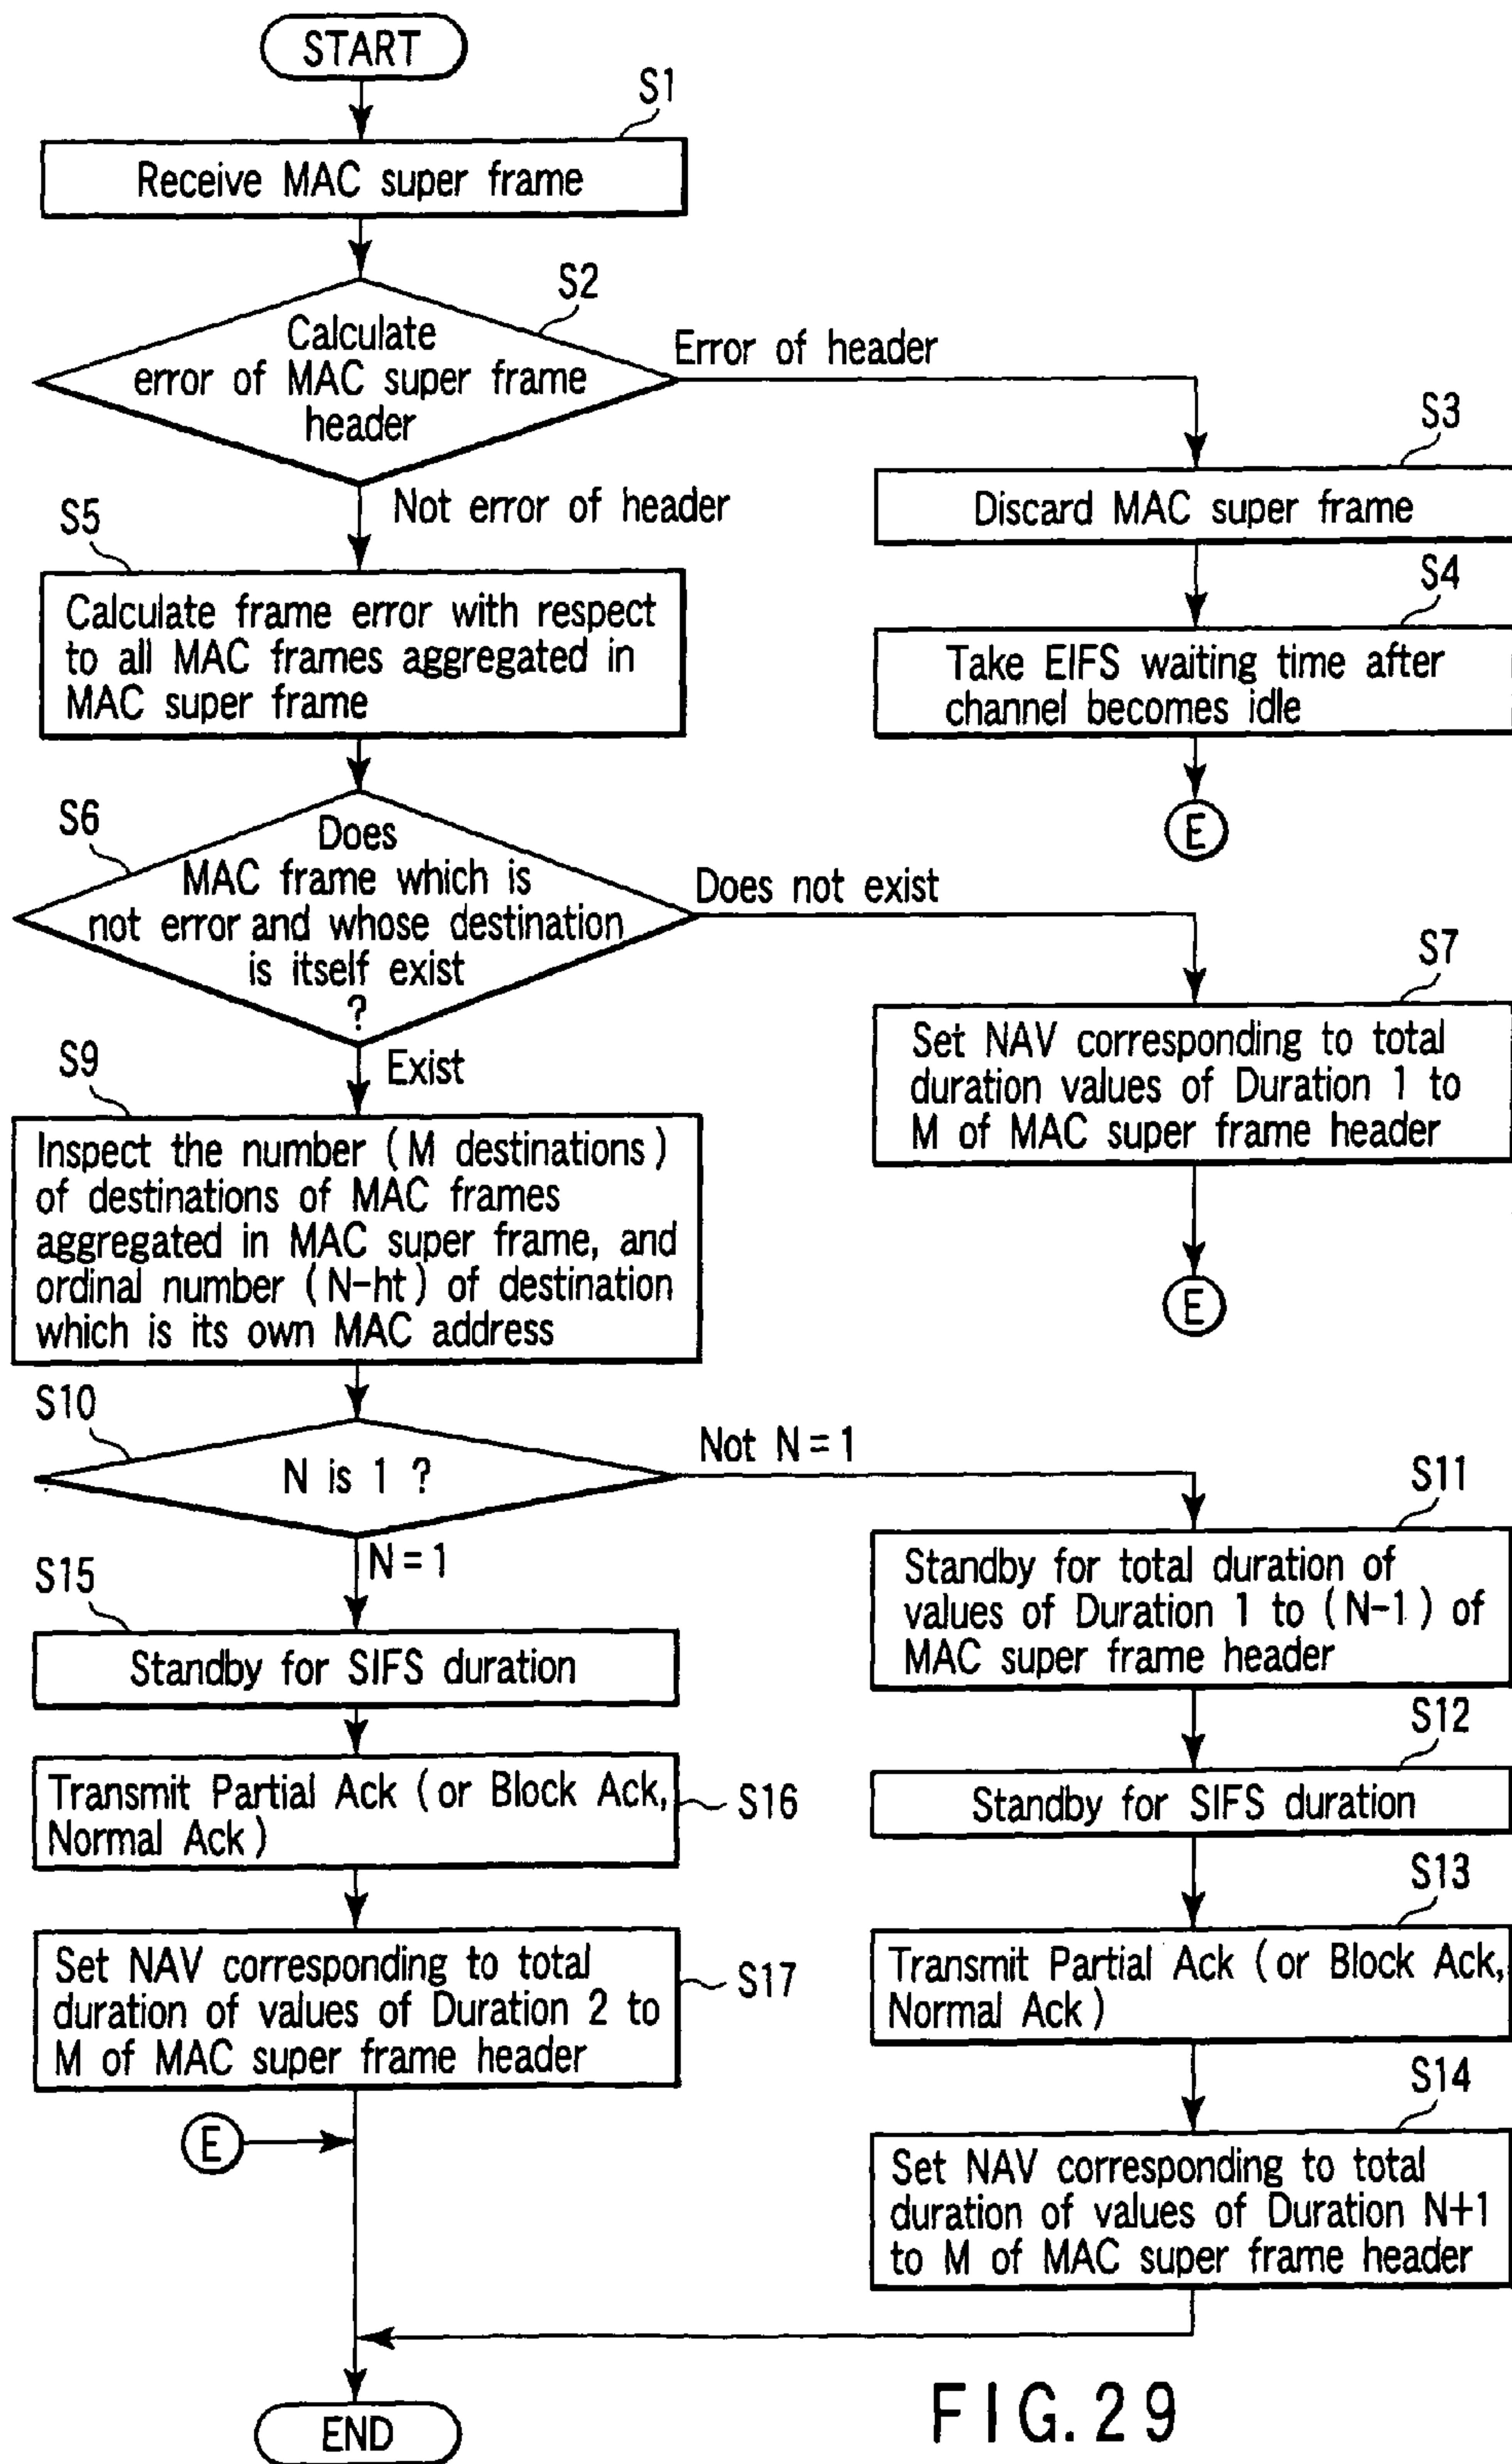 START
S1
Receive MAC super frame
S2
Calculate
error of MAC super frame
header
Error of header
Not error of header
S3
Discard MAC super frame
S4
Take EIFS waiting time after
channel becomes idle
E
S5
Calculate frame error with respect
to all MAC frames aggregated in
MAC super frame
S6
Does
MAC frame which is
not error and whose destination
is itself exist
?
Does not exist
Exist
S7
Set NAV corresponding to total
duration values of Duration 1 to
M of MAC super frame header
E
S9
Inspect the number (M destinations)
of destinations of MAC frames
aggregated in MAC super frame, and
ordinal number (N-ht) of destination
which is its own MAC address
S10
N is 1 ?
Not N=1
N=1
S11
Standby for total duration of
values of Duration 1 to (N-1) of
MAC super frame header
S12
Standby for SIFS duration
S13
Transmit Partial Ack (or Block Ack,
Normal Ack)
S14
Set NAV corresponding to total
duration of values of Duration N+1
to M of MAC super frame header
S15
Standby for SIFS duration
Transmit Partial Ack (or Block Ack,
Normal Ack)
S16
Set NAV corresponding to total
duration of values of Duration 2 to
M of MAC super frame header
S17
E
END
FIG.29